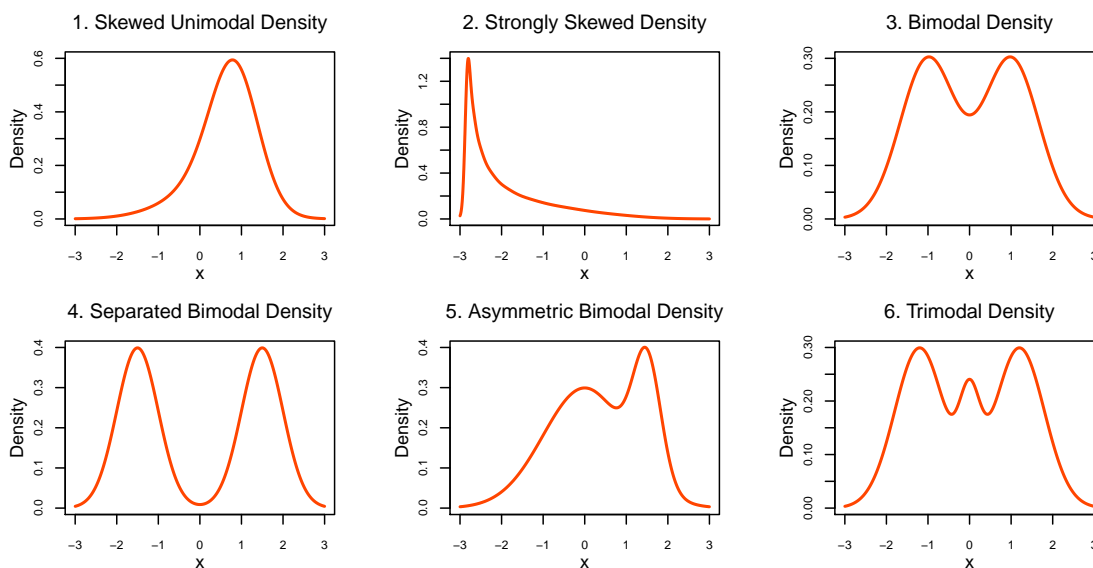 1. Skewed Unimodal Density
Density
0.0 0.2 0.4 0.6
−3 −2 −1 0 1 2 3
x
2. Strongly Skewed Density
Density
0.0 0.4 0.8 1.2
−3 −2 −1 0 1 2 3
x
3. Bimodal Density
Density
0.00 0.10 0.20 0.30
−3 −2 −1 0 1 2 3
x
4. Separated Bimodal Density
Density
0.0 0.1 0.2 0.3 0.4
−3 −2 −1 0 1 2 3
x
5. Asymmetric Bimodal Density
Density
0.0 0.1 0.2 0.3 0.4
−3 −2 −1 0 1 2 3
x
6. Trimodal Density
Density
0.00 0.10 0.20 0.30
−3 −2 −1 0 1 2 3
x